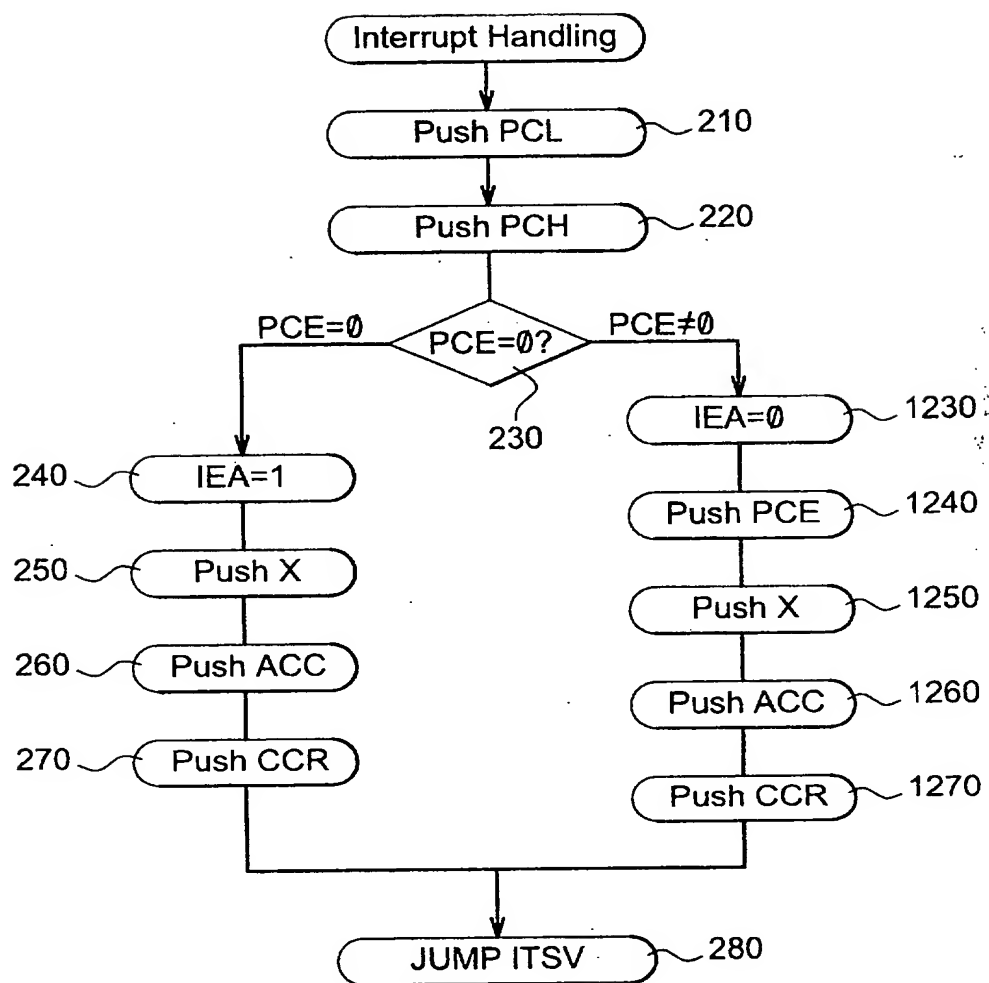 Interrupt Handling
Push PCL
210
Push PCH
220
PCE=0
PCE=0?
PCE≠0
230
IEA=0
1230
240
IEA=1
Push PCE
1240
250
Push X
Push X
1250
260
Push ACC
Push ACC
1260
270
Push CCR
Push CCR
1270
JUMP ITSV
280